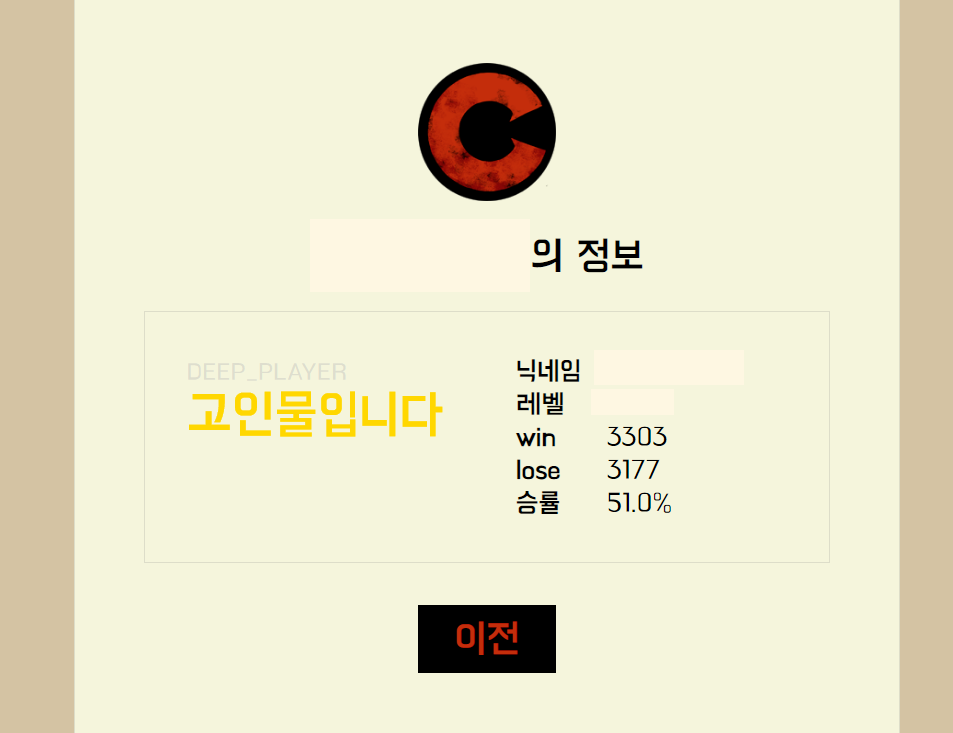 의 정보
DEEP_PLAYER
고인물입니다
닉네임
레벨
win 3303
lose 3177
승률 51.0%
이전